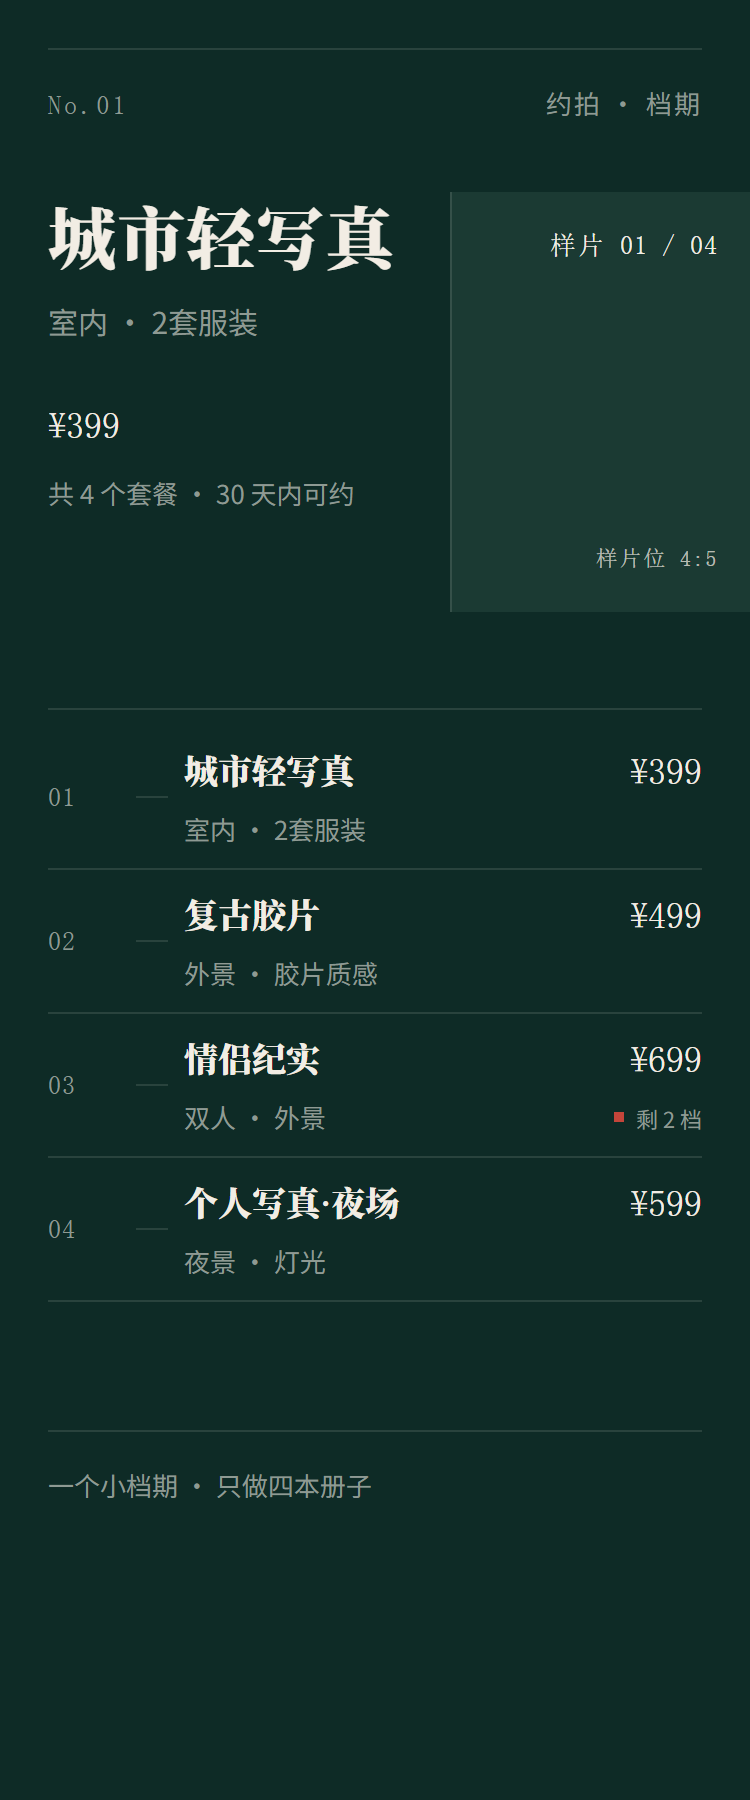 No.01
约拍 · 档期
城市轻写真
室内 · 2套服装
¥399
共 4 个套餐 · 30 天内可约
样片 01 / 04
样片位 4:5
01
城市轻写真
¥399
室内 · 2套服装
02
复古胶片
¥499
外景 · 胶片质感
03
情侣纪实
¥699
双人 · 外景
剩 2 档
04
个人写真·夜场
¥599
夜景 · 灯光
一个小档期 · 只做四本册子